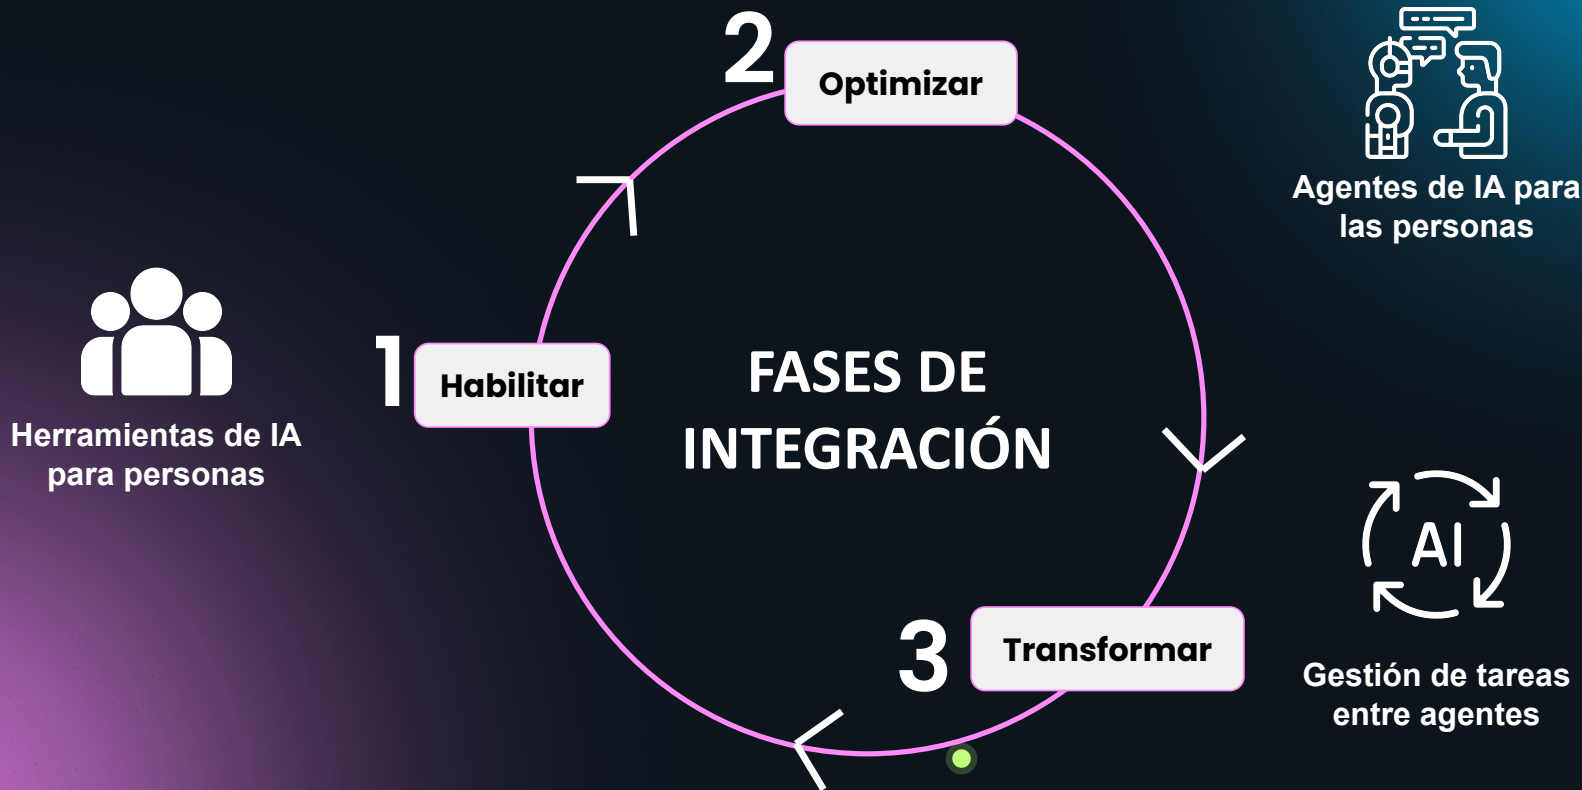 2
Optimizar
Agentes de IA para
las personas
1
Habilitar
Herramientas de IA
para personas
FASES DE
INTEGRACIÓN
AI
3
Transformar
Gestión de tareas
entre agentes